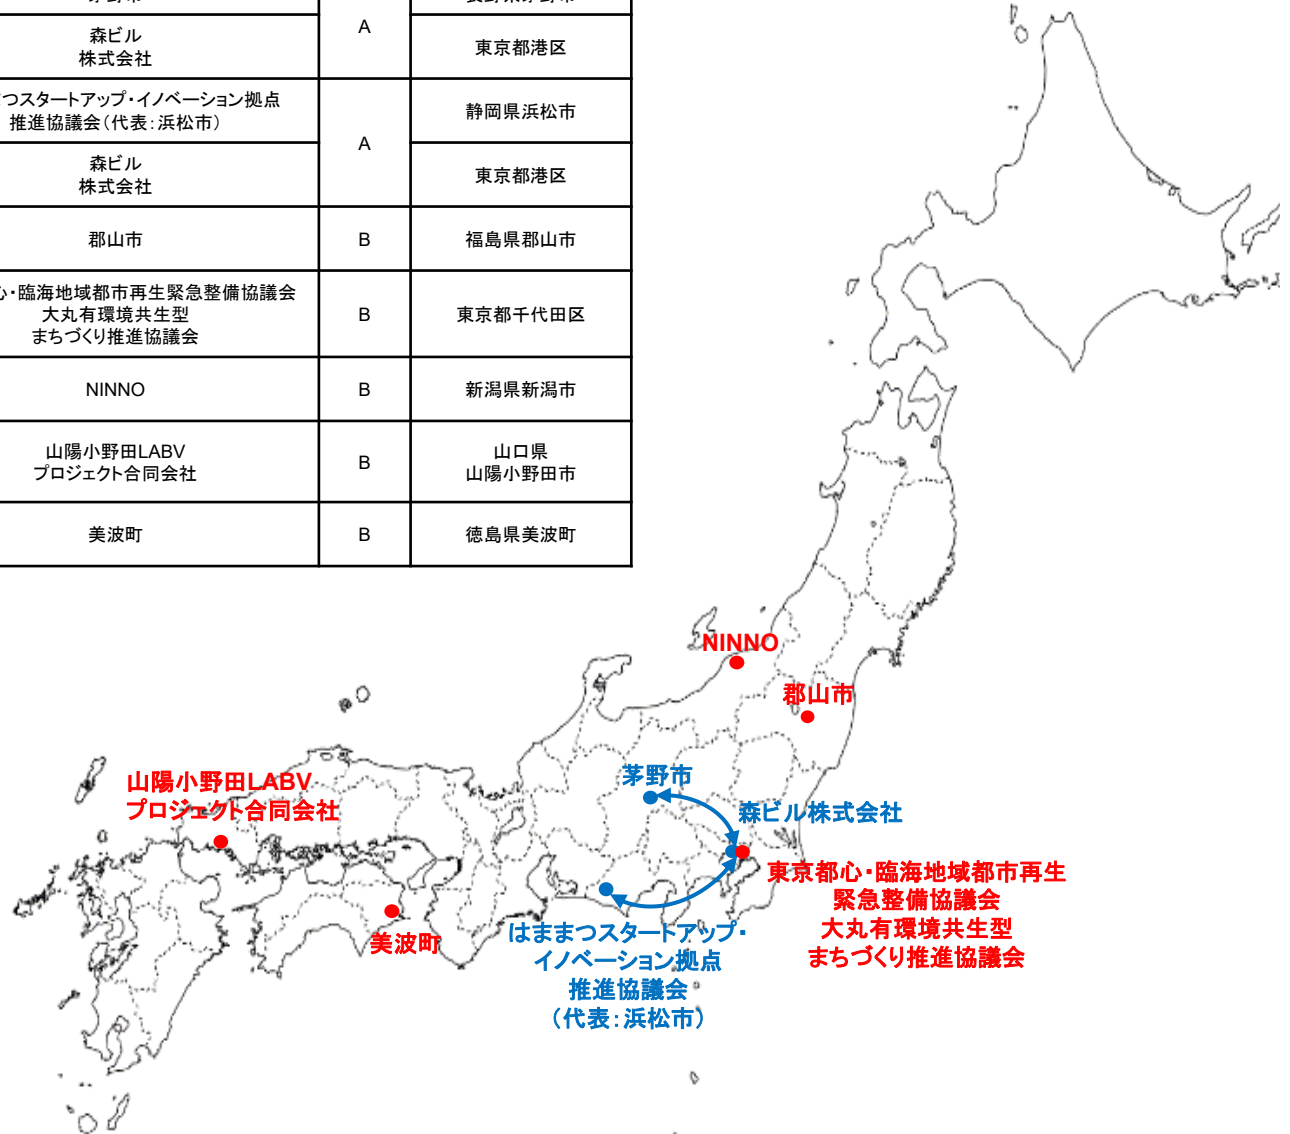 森ビル
株式会社
A
東京都港区
つスタートアップ・イノベーション拠点
推進協議会(代表:浜松市)
静岡県浜松市
A
森ビル
株式会社
東京都港区
郡山市
B
福島県郡山市
心・臨海地域都市再生緊急整備協議会
大丸有環境共生型
まちづくり推進協議会
B
東京都千代田区
NINNO
B
新潟県新潟市
山陽小野田LABV
プロジェクト合同会社
B
山口県
山陽小野田市
美波町
B
徳島県美波町
NINNO
郡山市
茅野市
山陽小野田LABV
プロジェクト合同会社
森ビル株式会社
東京都心・臨海地域都市再生
緊急整備協議会
大丸有環境共生型
まちづくり推進協議会
美波町
はままつスタートアップ・
イノベーション拠点
推進協議会
(代表:浜松市)